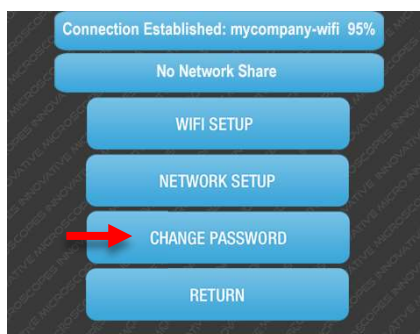 Connection Established: mycompany-wifi 95%
No Network Share
WIFI SETUP
NETWORK SETUP
CHANGE PASSWORD
RETURN